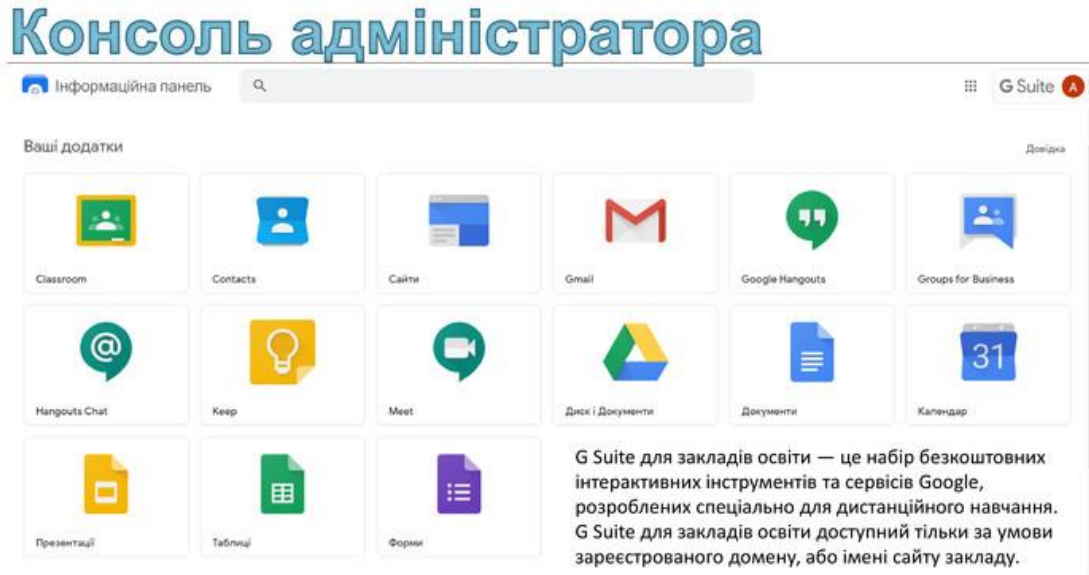 Консоль адміністратора
Інформаційна панель
G Suite A
Ваші додатки
Довідка
Classroom
Contacts
Сайти
Gmail
Google Hangouts
Groups for Business
31
Hangouts Chat
Keep
Meet
Диск і Документи
Документи
Календар
G Suite для закладів освіти — це набір безкоштовних
інтерактивних інструментів та сервісів Google,
розроблених спеціально для дистанційного навчання.
G Suite для закладів освіти доступний тільки за умови
зареєстрованого домену, або імені сайту закладу.
Презентації
Таблиці
Форми